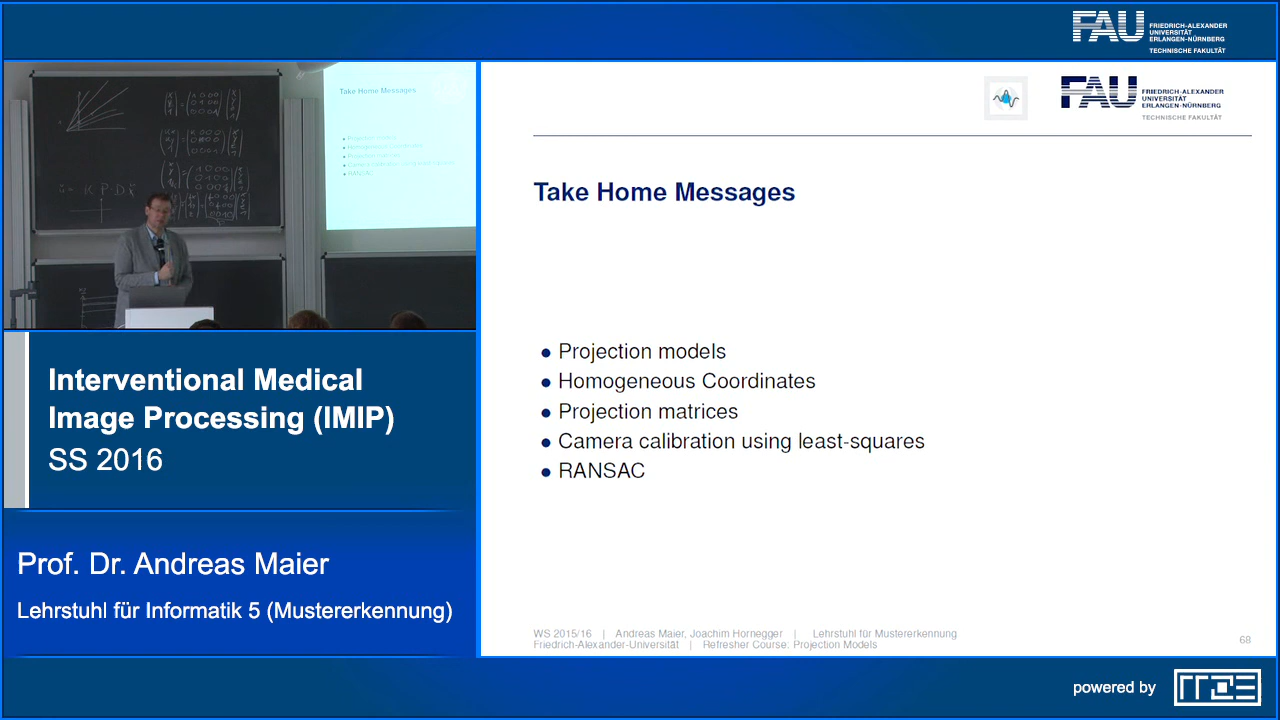 FAU
FRIEDRICH-ALEXANDER
UNIVERSITÄT
ERLANGEN-NÜRNBERG
TECHNISCHE FAKULTÄT
Take Home Messages
Homogeneous Coordinates
RANSAC
Interventional Medical
Image Processing (IMIP)
SS 2016
Prof. Dr. Andreas Maier
Lehrstuhl für Informatik 5 (Mustererkennung)
FAU
FRIEDRICH-ALEXANDER
UNIVERSITÄT
ERLANGEN-NÜRNBERG
TECHNISCHE FAKULTÄT
Take Home Messages
● Projection models
● Homogeneous Coordinates
● Projection matrices
● Camera calibration using least-squares
● RANSAC
WS 2015/16 | Andreas Maier, Joachim Hornegger | Lehrstuhl für Mustererkennung
Friedrich-Alexander-Universität | Refresher Course: Projection Models
68
powered by